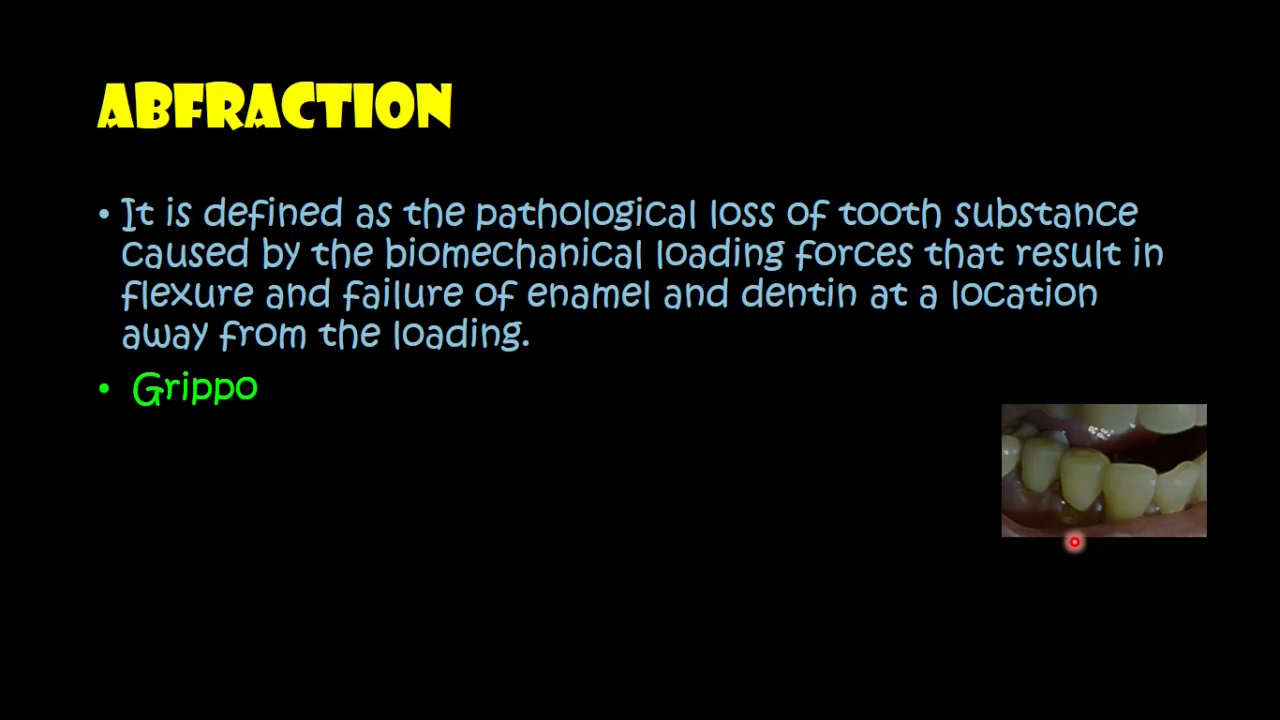 ABFRACTION
• It is defined as the pathological loss of tooth substance
caused by the biomechanical loading forces that result in
flexure and failure of enamel and dentin at a location
away from the loading.
• Grippo